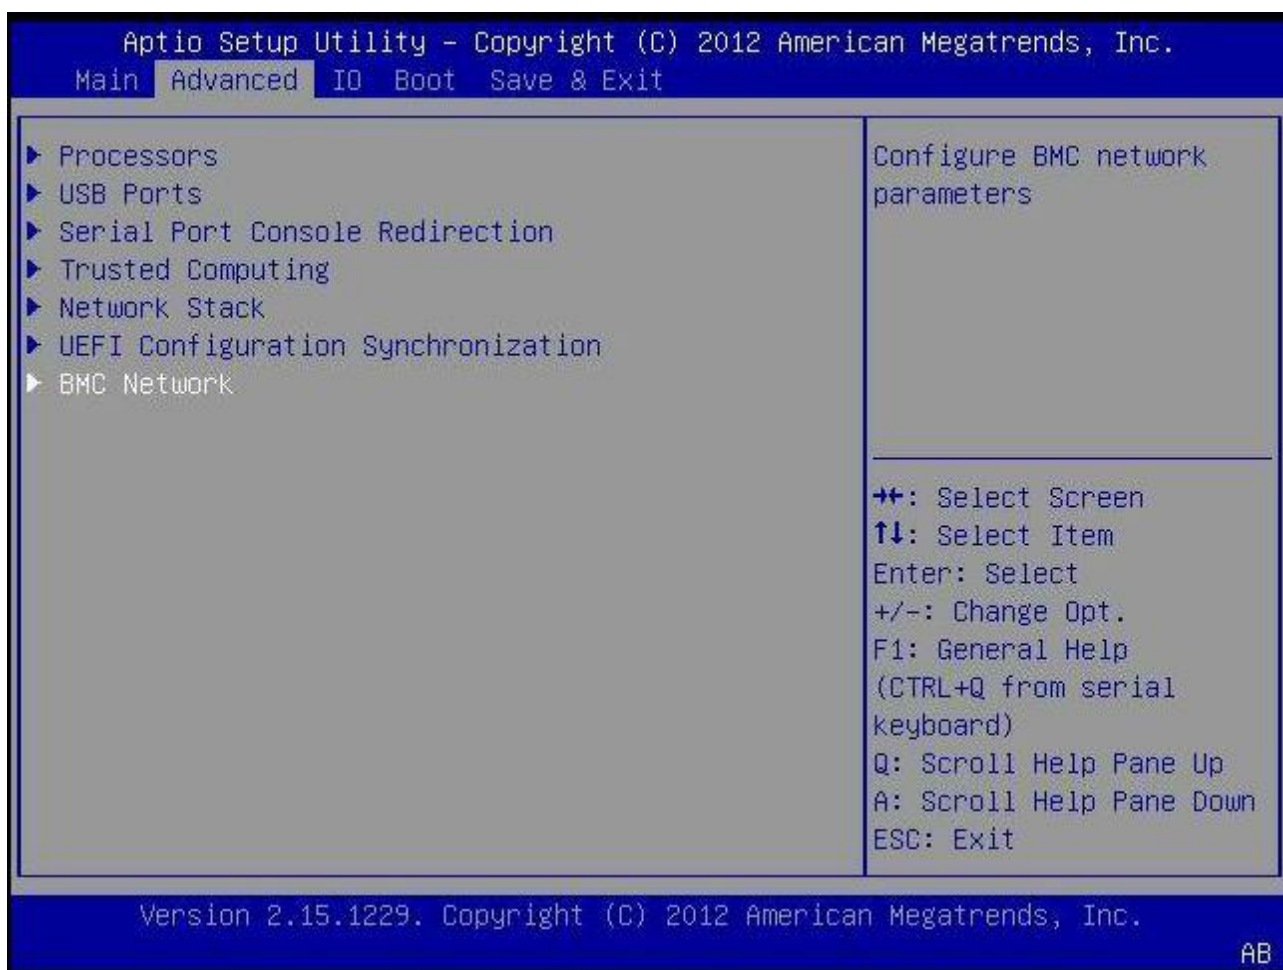 Aptio Setup Utility – Copyright (C) 2012 American Megatrends, Inc.
Main Advanced IO Boot Save & Exit
▶ Processors
▶ USB Ports
▶ Serial Port Console Redirection
▶ Trusted Computing
▶ Network Stack
▶ UEFI Configuration Synchronization
▶ BMC Network
Configure BMC network
parameters
→←: Select Screen
↑↓: Select Item
Enter: Select
+/-: Change Opt.
F1: General Help
(CTRL+Q from serial
keyboard)
Q: Scroll Help Pane Up
A: Scroll Help Pane Down
ESC: Exit
Version 2.15.1229. Copyright (C) 2012 American Megatrends, Inc.
AB